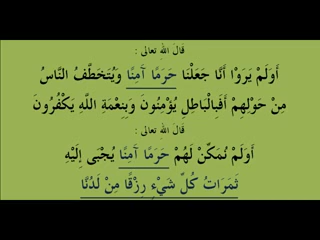 قالَ اللهُ تعالى :
أَوَلَمْ يَرَوْا أَنَّا جَعَلْنَا حَرَمًا آمِنًا وَيُتَخَطَّفُ النَّاسُ
مِنْ حَوْلِهِمْ أَفَبِالْبَاطِلِ يُؤْمِنُونَ وَبِنِعْمَةِ اللَّهِ يَكْفُرُونَ
قالَ اللهُ تعالى :
أَوَلَمْ نُمَكِّنْ لَهُمْ حَرَمًا آمِنًا يُجْبَى إِلَيْهِ
ثَمَرَاتُ كُلِّ شَيْءٍ رِزْقًا مِنْ لَدُنَّا